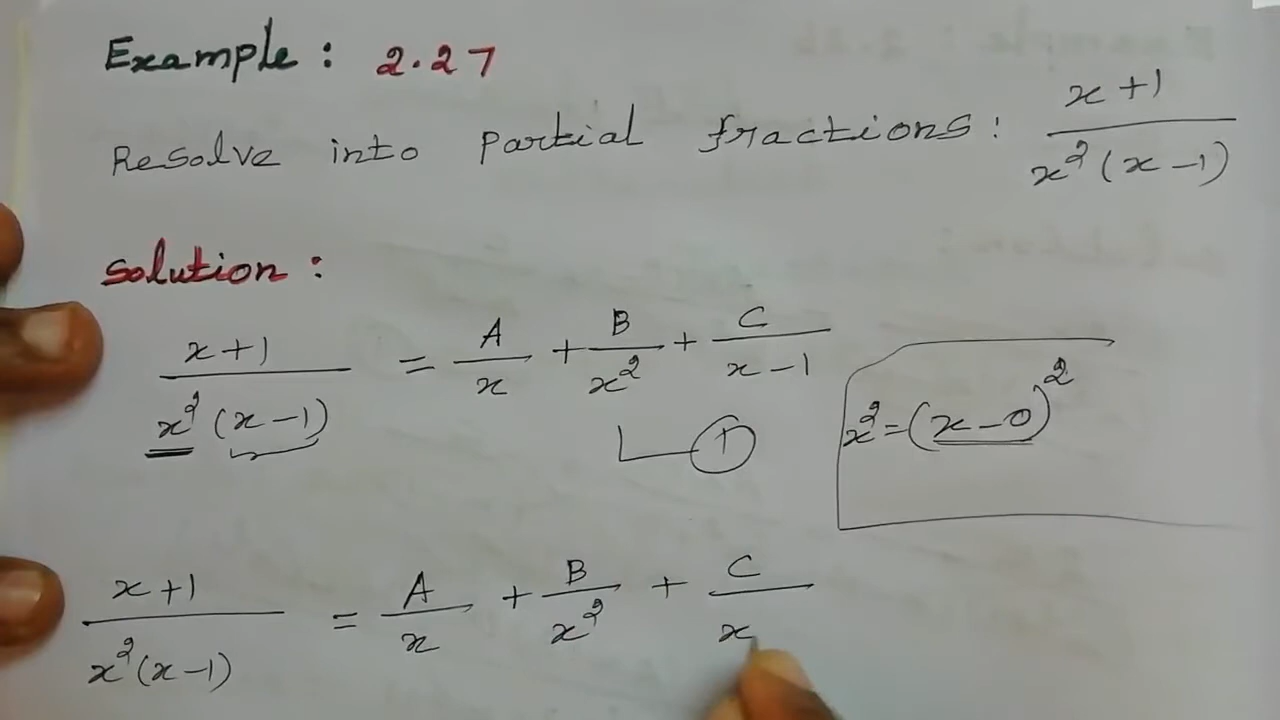 Example: 2.27
Resolve into Partial fractions: x+1 / x²(x-1)
Solution:
x+1 / x²(x-1) = A/x + B/x² + C/x-1
①
x²=(x-0)²
x+1 / x²(x-1) = A/x + B/x² + C/x